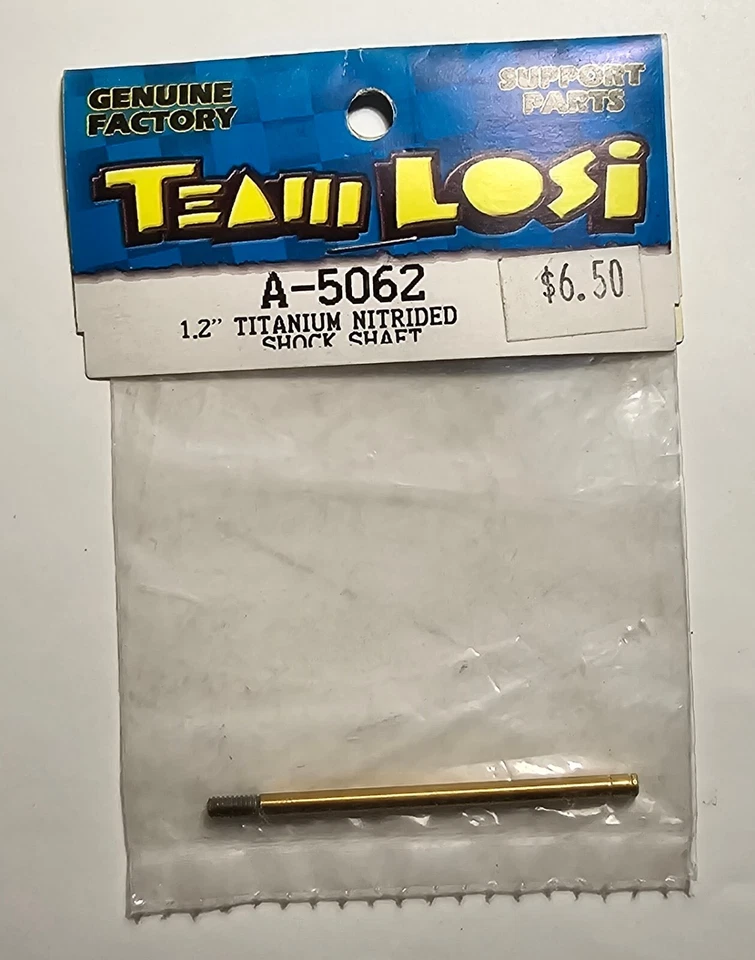 GENUINE
FACTORY
SUPPORT
PARTS
TEAM LOSI
A-5062
$6.50
1.2" TITANIUM NITRIDED
SHOCK SHAFT